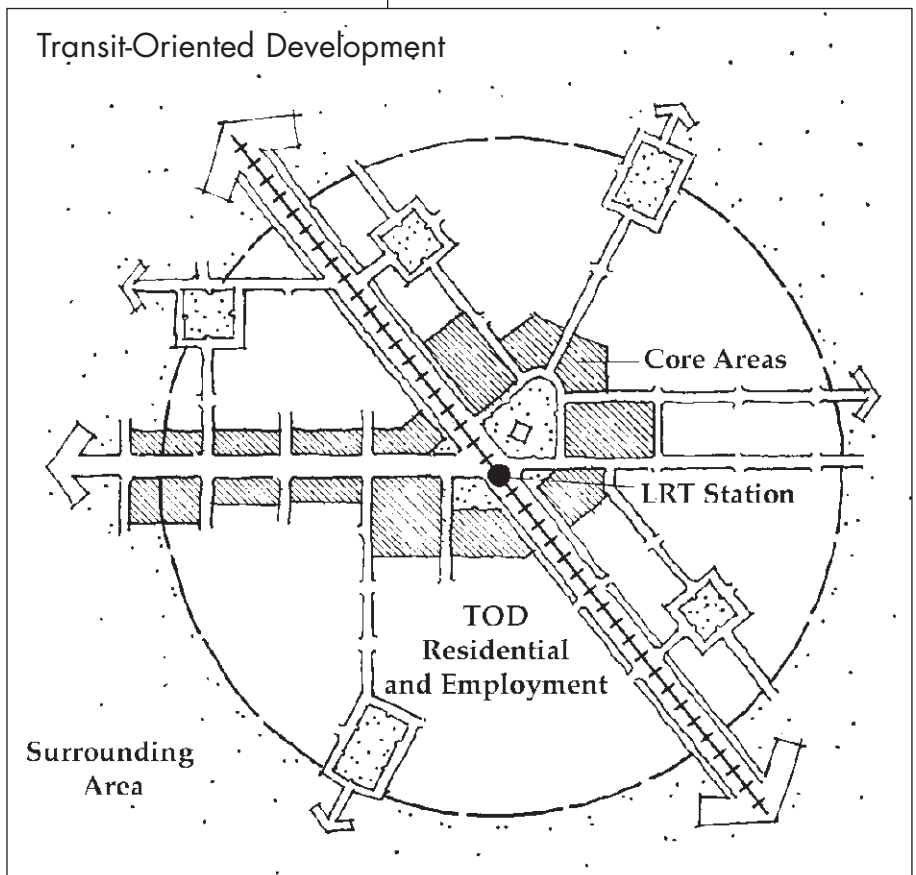 Transit-Oriented Development
Core Areas
LRT Station
TOD
Residential
and Employment
Surrounding
Area